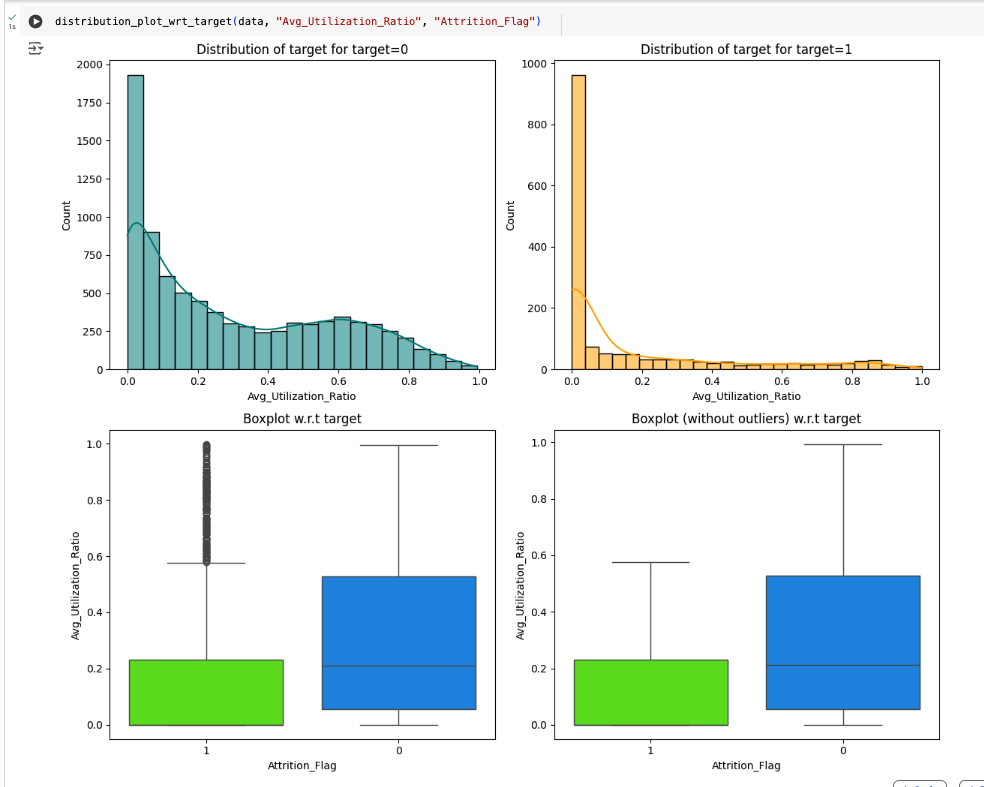 distribution_plot_wrt_target(data, "Avg_Utilization_Ratio", "Attrition_Flag")
1s
Distribution of target for target=0
Distribution of target for target=1
2000
1750
1500
1250
1000
750
500
250
0
Count
0.0 0.2 0.4 0.6 0.8 1.0
Avg_Utilization_Ratio
1000
800
600
400
200
0
Count
0.0 0.2 0.4 0.6 0.8 1.0
Avg_Utilization_Ratio
Boxplot w.r.t target
Boxplot (without outliers) w.r.t target
1.0
0.8
0.6
0.4
0.2
0.0
Avg_Utilization_Ratio
1 0
Attrition_Flag
1.0
0.8
0.6
0.4
0.2
0.0
Avg_Utilization_Ratio
1 0
Attrition_Flag